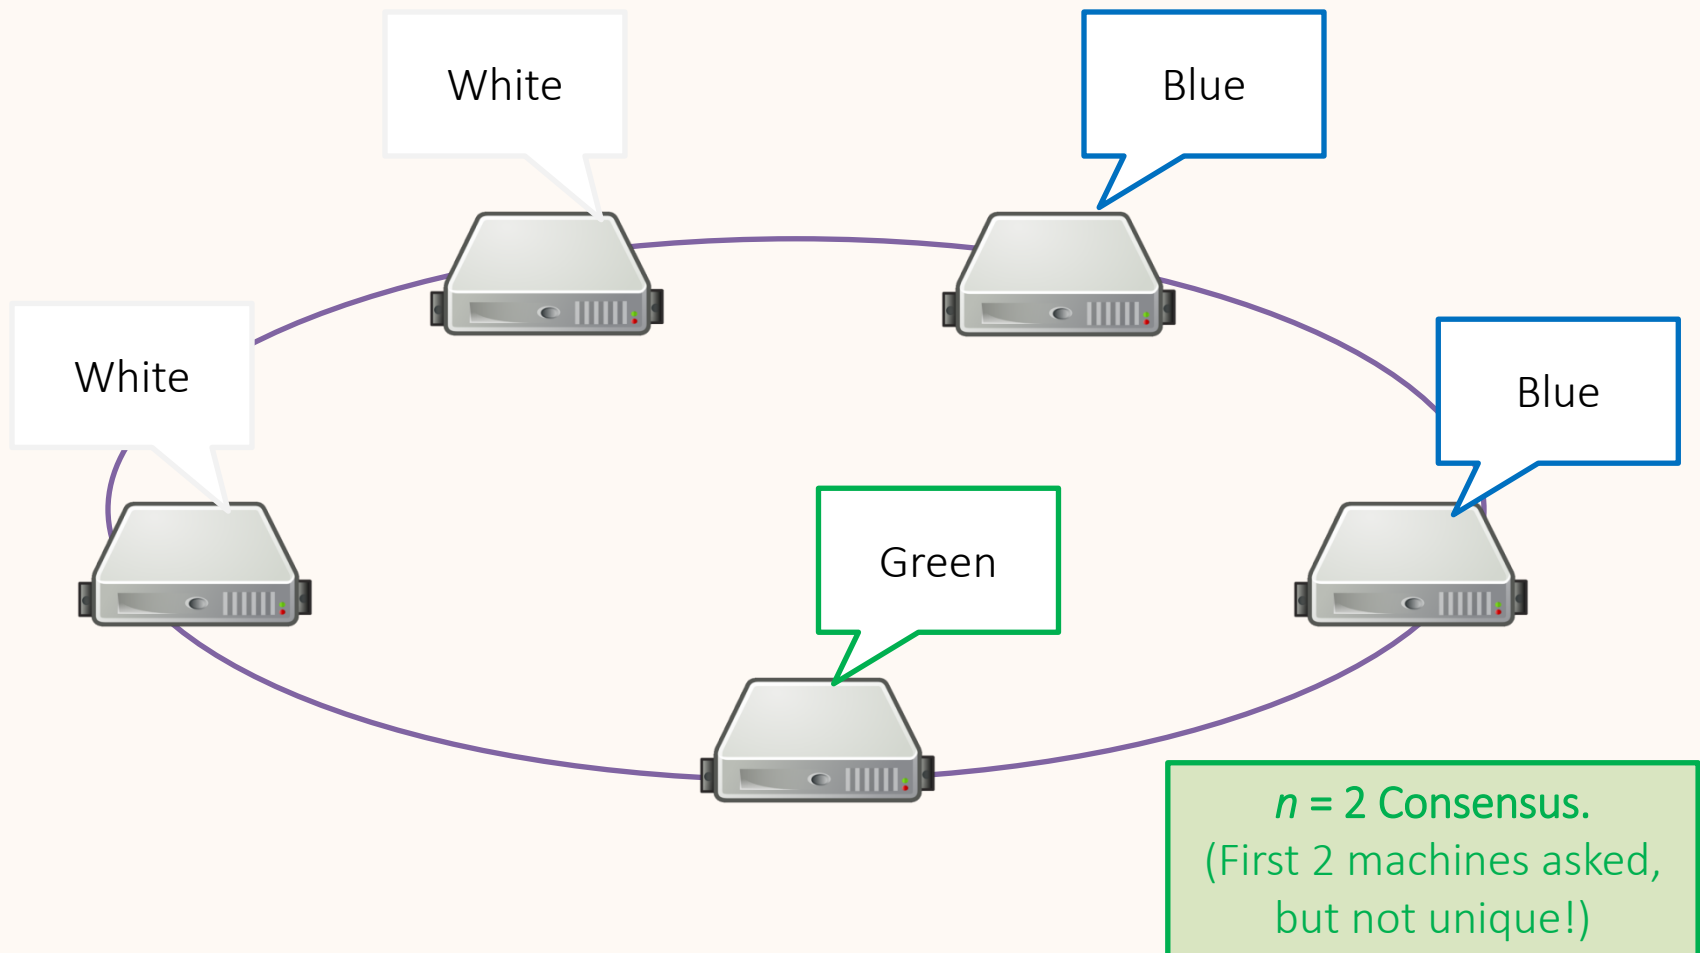 White
Blue
White
Blue
Green
n = 2 Consensus.
(First 2 machines asked,
but not unique!)